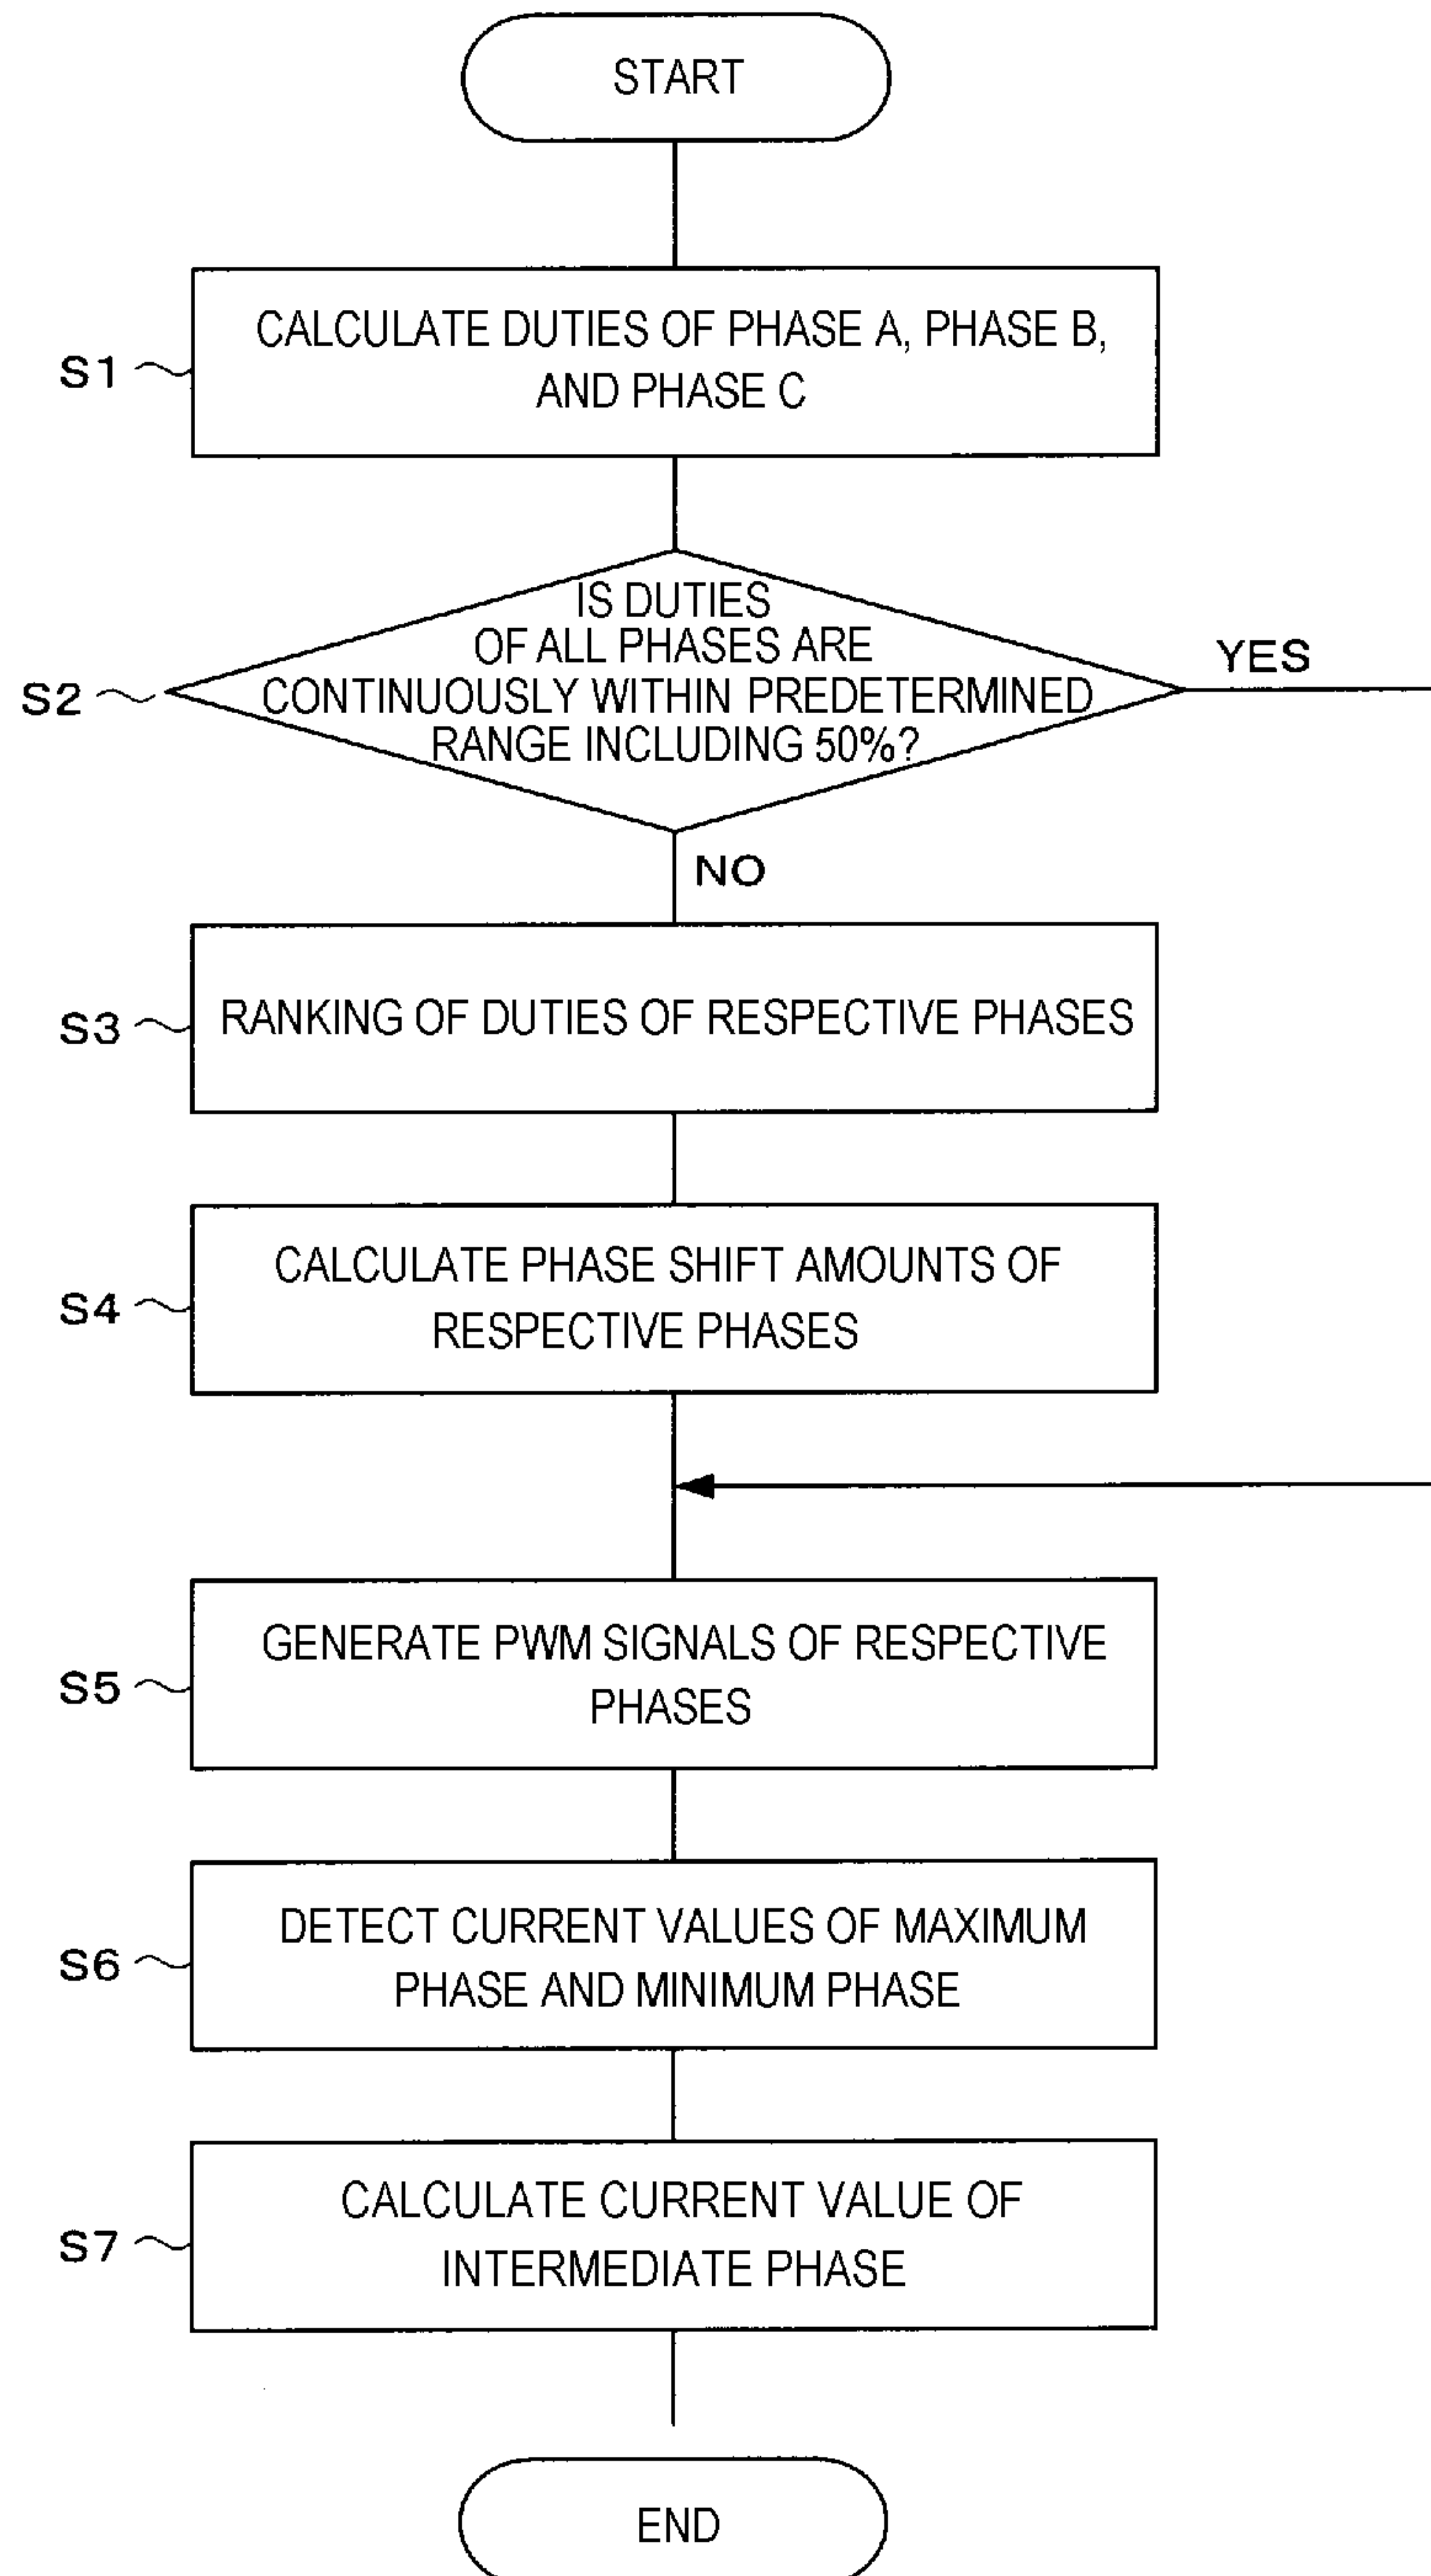 START
CALCULATE DUTIES OF PHASE A, PHASE B,
AND PHASE C
S1
IS DUTIES
OF ALL PHASES ARE
CONTINUOUSLY WITHIN PREDETERMINED
RANGE INCLUDING 50%?
S2
YES
NO
S3
RANKING OF DUTIES OF RESPECTIVE PHASES
CALCULATE PHASE SHIFT AMOUNTS OF
RESPECTIVE PHASES
S4
GENERATE PWM SIGNALS OF RESPECTIVE
PHASES
S5
DETECT CURRENT VALUES OF MAXIMUM
PHASE AND MINIMUM PHASE
S6
CALCULATE CURRENT VALUE OF
INTERMEDIATE PHASE
S7
END